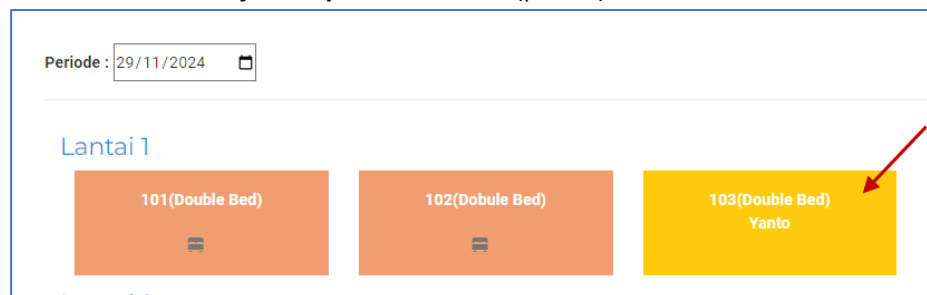 Periode : 29/11/2024
Lantai 1
101(Double Bed)
102(Dobule Bed)
103(Double Bed)
Yanto